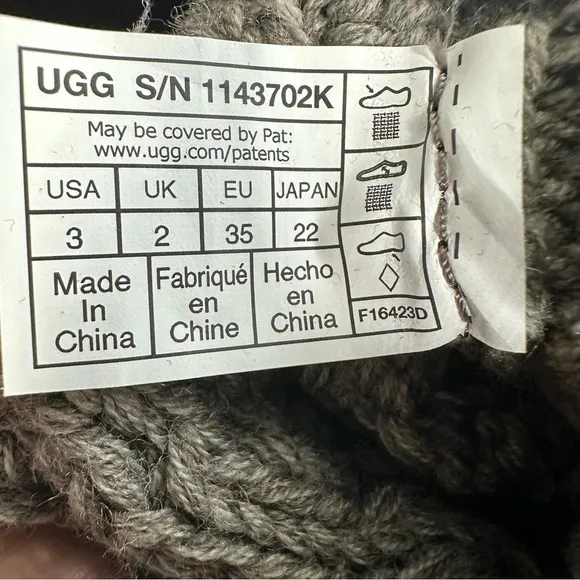 UGG S/N 1143702K
May be covered by Pat:
www.ugg.com/patents
USA UK EU JAPAN
3 2 35 22
Made
In
China
Fabriqué
en
Chine
Hecho
en
China
F16423D